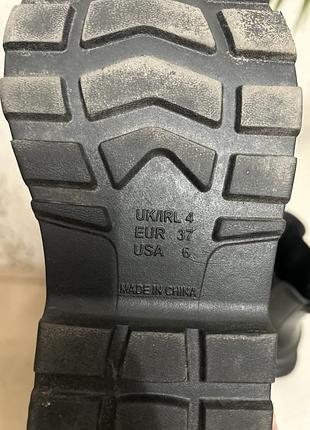 UK/IRL 4
EUR 37
USA 6
MADE IN CHINA